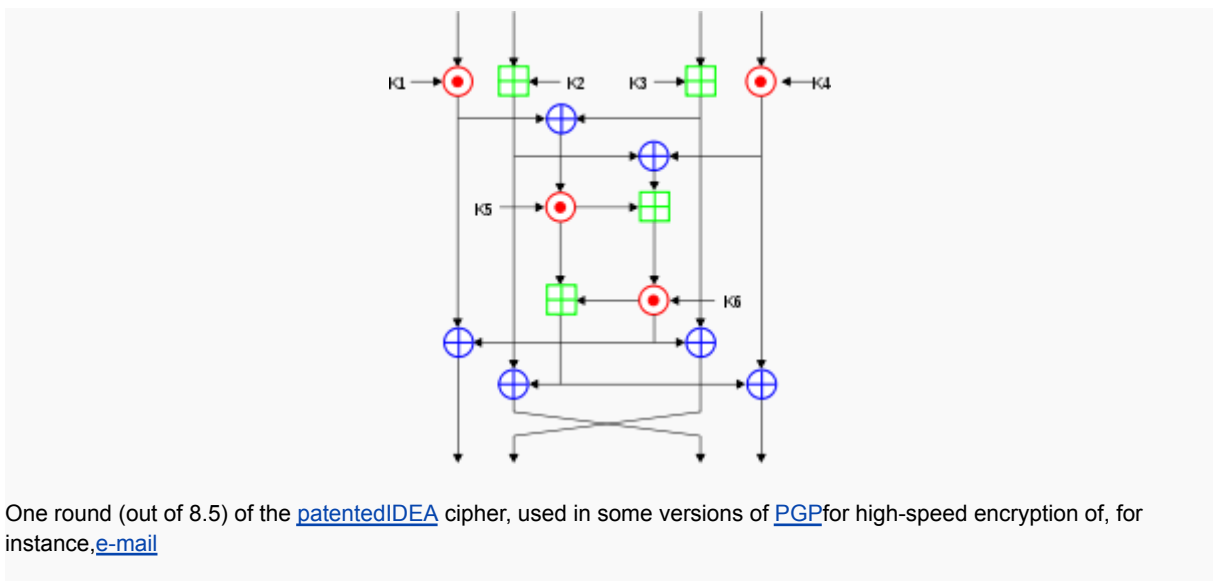 K1
K2
K3
K4
K5
K6
One round (out of 8.5) of the patentedIDEA cipher, used in some versions of PGPfor high-speed encryption of, for
instance,e-mail